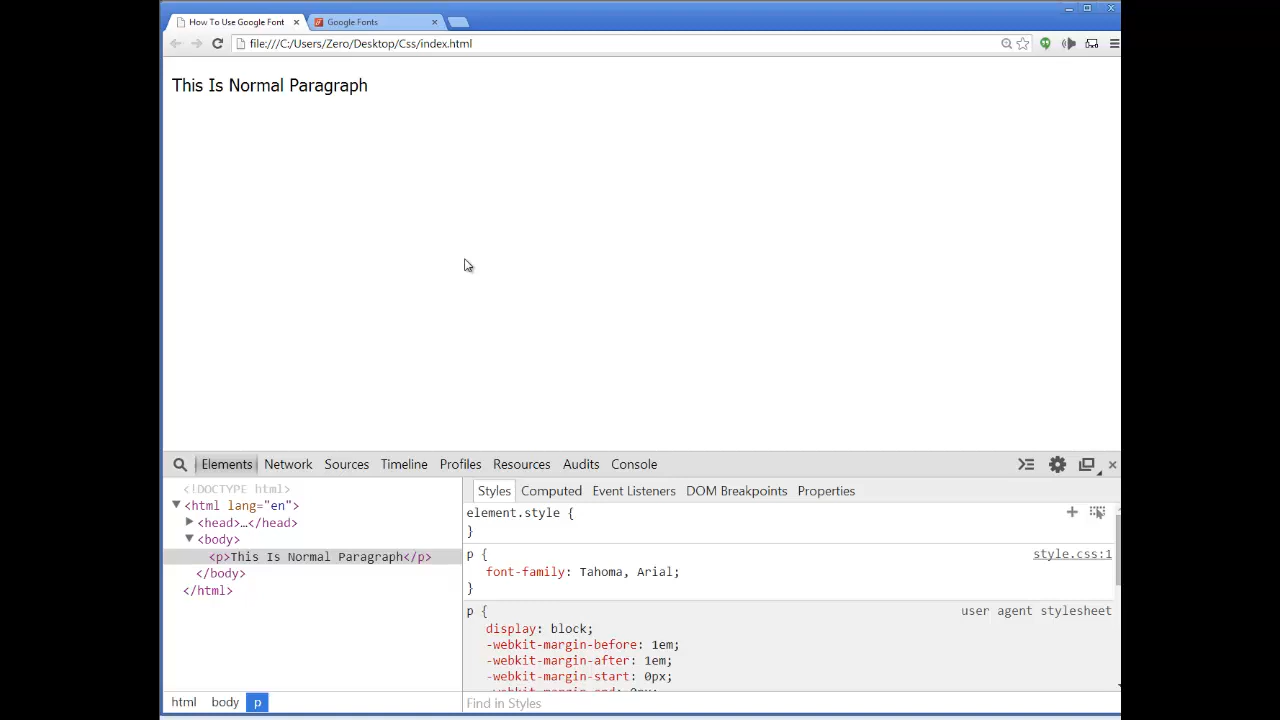 How To Use Google Font
Google Fonts
file:///C:/Users/Zero/Desktop/Css/index.html
This Is Normal Paragraph
Elements Network Sources Timeline Profiles Resources Audits Console
<!DOCTYPE html>
<html lang="en">
<head>…</head>
<body>
<p>This Is Normal Paragraph</p>
</body>
</html>
html body p
Styles Computed Event Listeners DOM Breakpoints Properties
element.style {
}
p { style.css:1
font-family: Tahoma, Arial;
}
p { user agent stylesheet
display: block;
-webkit-margin-before: 1em;
-webkit-margin-after: 1em;
-webkit-margin-start: 0px;
-webkit-margin-end: 0px;
Find in Styles